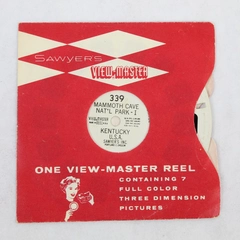 SAWYER'S
VIEW-MASTER
339
MAMMOTH CAVE
NAT'L PARK - I
KENTUCKY
U.S.A.
SAWYER'S INC.
ONE VIEW-MASTER REEL
CONTAINING 7
FULL COLOR
THREE DIMENSION
PICTURES